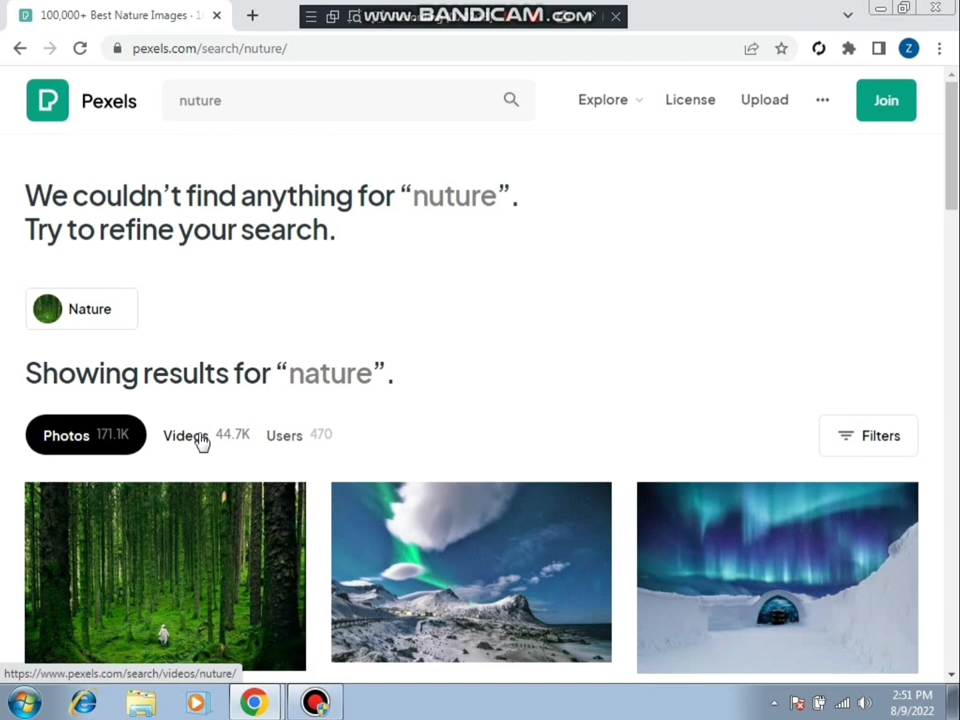 100,000+ Best Nature Images · 10
www.BANDICAM.com
pexels.com/search/nuture/
Z
Pexels
nuture
Explore
License
Upload
Join
We couldn't find anything for “nuture”.
Try to refine your search.
Nature
Showing results for “nature”.
Photos 171.1K
Videos 44.7K
Users 470
Filters
https://www.pexels.com/search/videos/nuture/
2:51 PM
8/9/2022